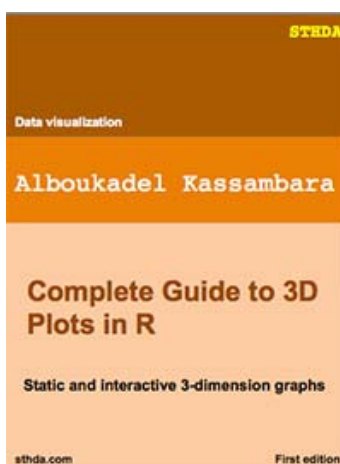 STHDA
Data visualization
Alboukadel Kassambara
Complete Guide to 3D
Plots in R
Static and interactive 3-dimension graphs
sthda.com First edition